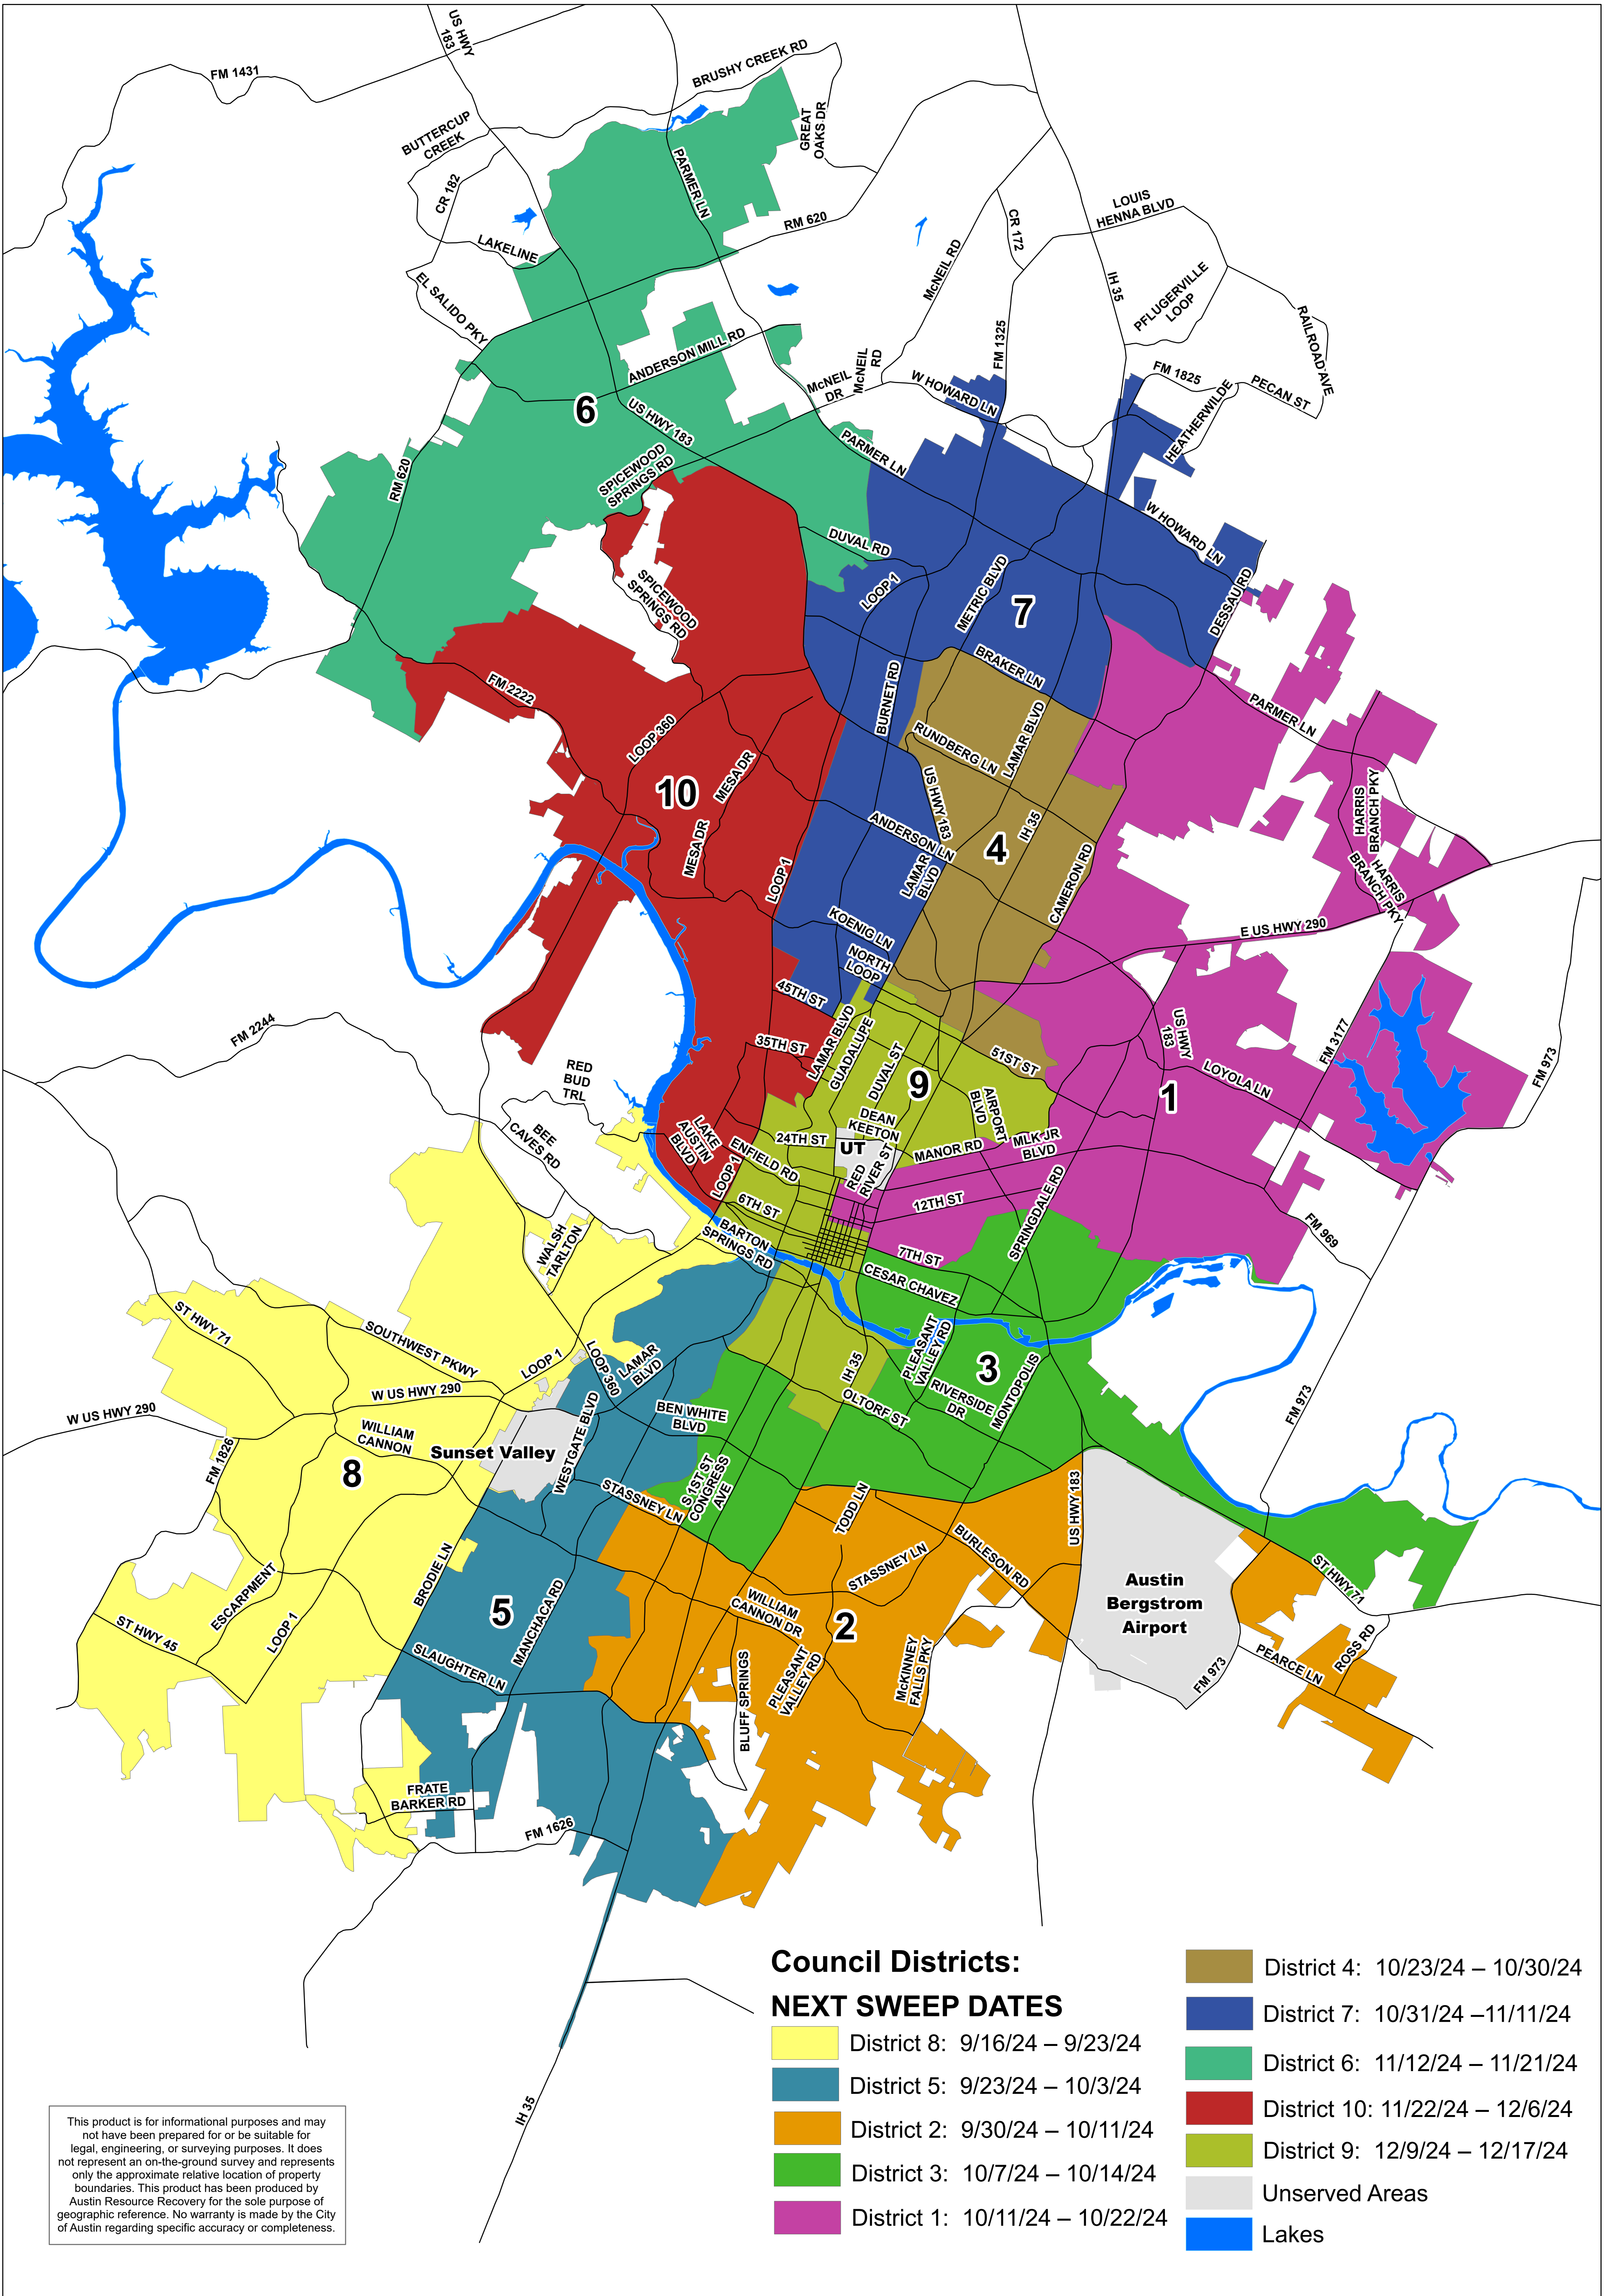 US HWY
183
FM 1431
BRUSHY CREEK RD
BUTTERCUP
CREEK
GREAT
OAKS DR
CR 182
PARMER LN
LAKELINE
RM 620
LOUIS
HENNA BLVD
CR 172
McNEIL RD
IH 35
EL SALIDO PKY
PFLUGERVILLE
LOOP
RAILROAD AVE
FM 1325
ANDERSON MILL RD
McNEIL
RD
McNEIL
DR
W HOWARD LN
FM 1825
PECAN ST
HEATHERWILDE
6
US HWY 183
PARMER LN
SPICEWOOD
SPRINGS RD
RM 620
W HOWARD LN
DUVAL RD
LOOP 1
METRIC BLVD
7
DESSAU RD
SPICEWOOD
SPRINGS RD
BRAKER LN
FM 2222
BURNET RD
PARMER LN
LOOP 360
RUNDBERG LN
LAMAR BLVD
10
MESA DR
US HWY 183
HARRIS
BRANCH PKY
MESA DR
ANDERSON LN
4
IH 35
LOOP 1
LAMAR
BLVD
CAMERON RD
HARRIS
BRANCH PKY
KOENIG LN
E US HWY 290
NORTH
LOOP
45TH ST
FM 2244
35TH ST
LAMAR BLVD
GUADALUPE
DUVAL ST
51ST ST
US HWY
183
FM 3177
FM 973
RED
BUD
TRL
9
AIRPORT
BLVD
LOYOLA LN
1
BEE
CAVES RD
LAKE
AUSTIN
BLVD
DEAN
KEETON
24TH ST
UT
ENFIELD RD
MANOR RD
MLK JR
BLVD
LOOP 1
RED
RIVER ST
12TH ST
SPRINGDALE RD
6TH ST
FM 969
WALSH
TARLTON
BARTON
SPRINGS RD
7TH ST
CESAR CHAVEZ
ST HWY 71
SOUTHWEST PKWY
LOOP 1
LOOP 360
LAMAR
BLVD
IH 35
PLEASANT
VALLEY RD
3
RIVERSIDE
DR
MONTOPOLIS
FM 973
W US HWY 290
W US HWY 290
BEN WHITE
BLVD
OLTORF ST
WILLIAM
CANNON
Sunset Valley
WESTGATE BLVD
FM 1826
8
STASSNEY LN
S 1ST ST
CONGRESS
AVE
TODD LN
US HWY 183
BURLESON RD
STASSNEY LN
BRODIE LN
ESCARPMENT
LOOP 1
ST HWY 45
5
MANCHACA RD
WILLIAM
CANNON DR
2
Austin
Bergstrom
Airport
ST HWY 71
SLAUGHTER LN
BLUFF SPRINGS
PLEASANT
VALLEY RD
McKINNEY
FALLS PKY
FM 973
PEARCE LN
ROSS RD
FRATE
BARKER RD
FM 1626
IH 35
Council Districts:
NEXT SWEEP DATES
District 8: 9/16/24 – 9/23/24
District 5: 9/23/24 – 10/3/24
District 2: 9/30/24 – 10/11/24
District 3: 10/7/24 – 10/14/24
District 1: 10/11/24 – 10/22/24
District 4: 10/23/24 – 10/30/24
District 7: 10/31/24 –11/11/24
District 6: 11/12/24 – 11/21/24
District 10: 11/22/24 – 12/6/24
District 9: 12/9/24 – 12/17/24
Unserved Areas
Lakes
This product is for informational purposes and may
not have been prepared for or be suitable for
legal, engineering, or surveying purposes. It does
not represent an on-the-ground survey and represents
only the approximate relative location of property
boundaries. This product has been produced by
Austin Resource Recovery for the sole purpose of
geographic reference. No warranty is made by the City
of Austin regarding specific accuracy or completeness.